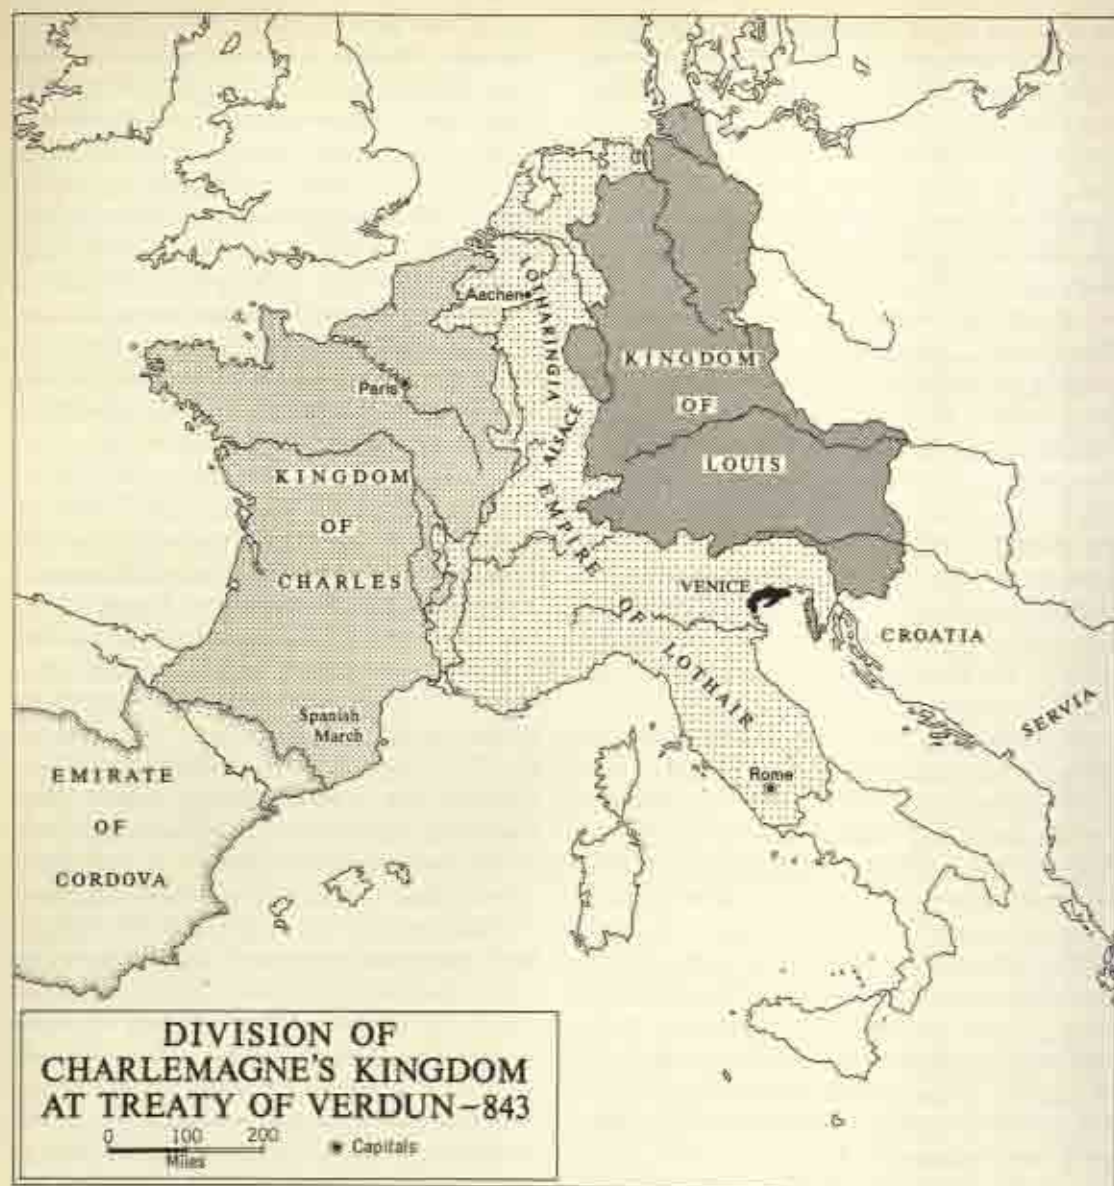 LOTHARINGIA
Aachen
KINGDOM
OF
LOUIS
Paris
ALSACE
KINGDOM
OF
CHARLES
EMPIRE
OF
LOTHAIR
VENICE
CROATIA
SERVIA
Spanish
March
EMIRATE
OF
CORDOVA
Rome
DIVISION OF
CHARLEMAGNE'S KINGDOM
AT TREATY OF VERDUN-843
0 100 200
Miles
Capitals